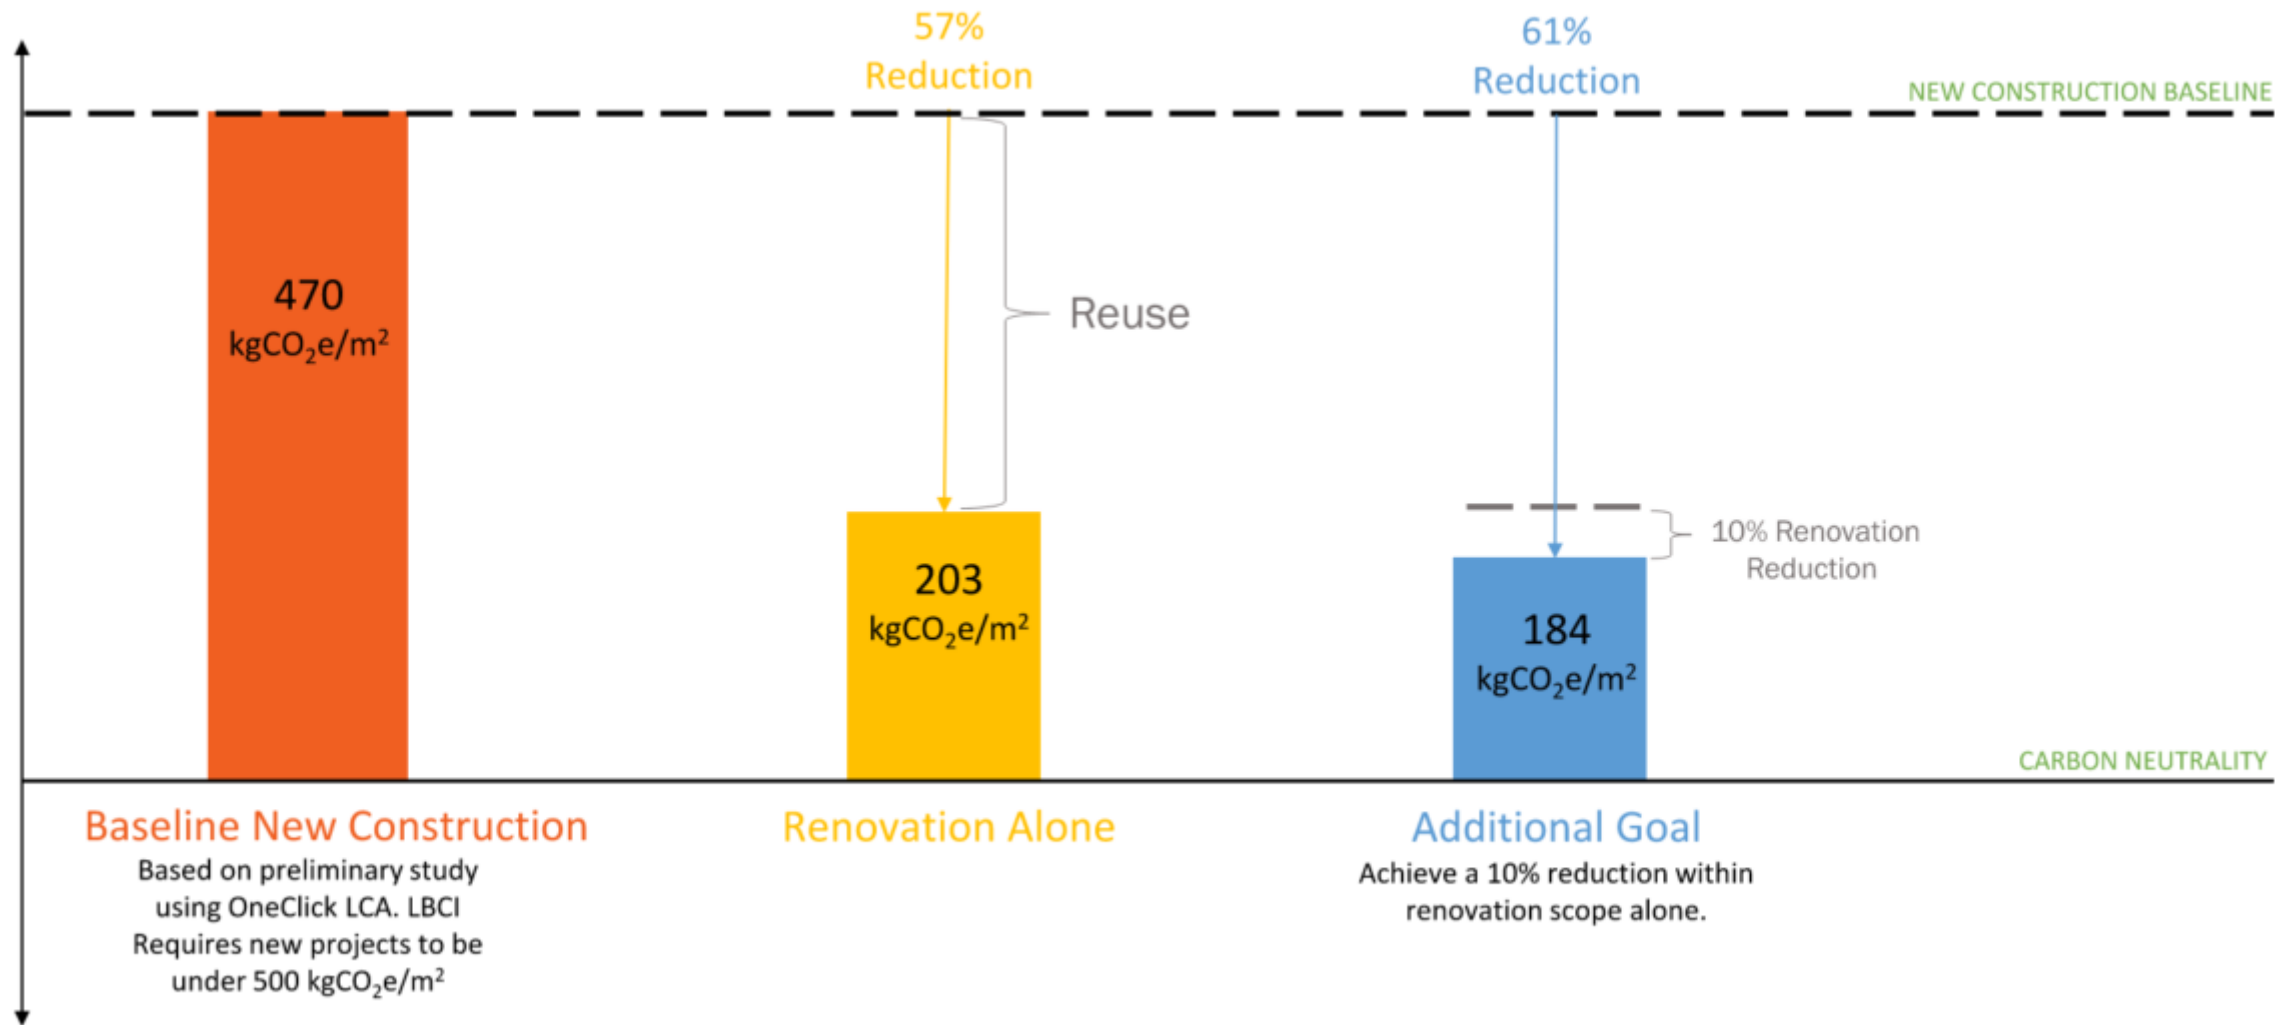 57%
Reduction
61%
Reduction
NEW CONSTRUCTION BASELINE
470
kgCO₂e/m²
Reuse
203
kgCO₂e/m²
10% Renovation
Reduction
184
kgCO₂e/m²
CARBON NEUTRALITY
Baseline New Construction
Based on preliminary study
using OneClick LCA. LBCI
Requires new projects to be
under 500 kgCO₂e/m²
Renovation Alone
Additional Goal
Achieve a 10% reduction within
renovation scope alone.